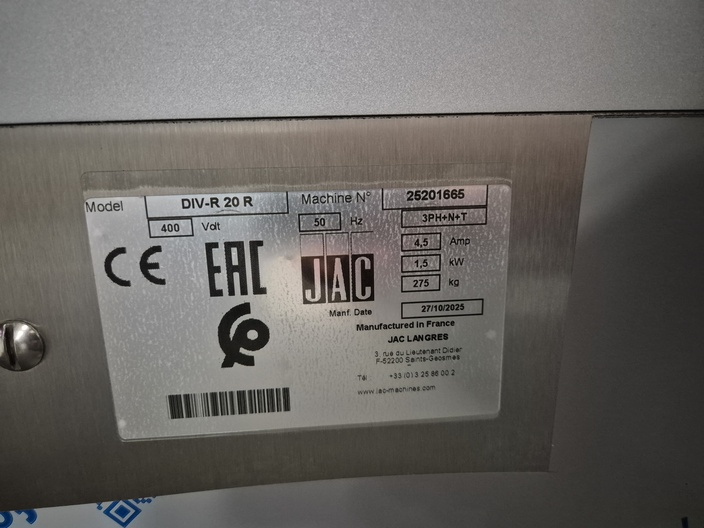 Model DIV-R 20 R Machine N° 25201665
400 Volt 50 Hz 3PH+N+T
4,5 Amp
1,5 kW
275 kg
CE EAC JAC
Manf. Date 27/10/2025
Manufactured in France
JAC LANGRES
3, rue du Lieutenant Didier
F-52200 Saints-Geosmes
Tél : +33 (0)3 25 88 00 2
www.jac-machines.com